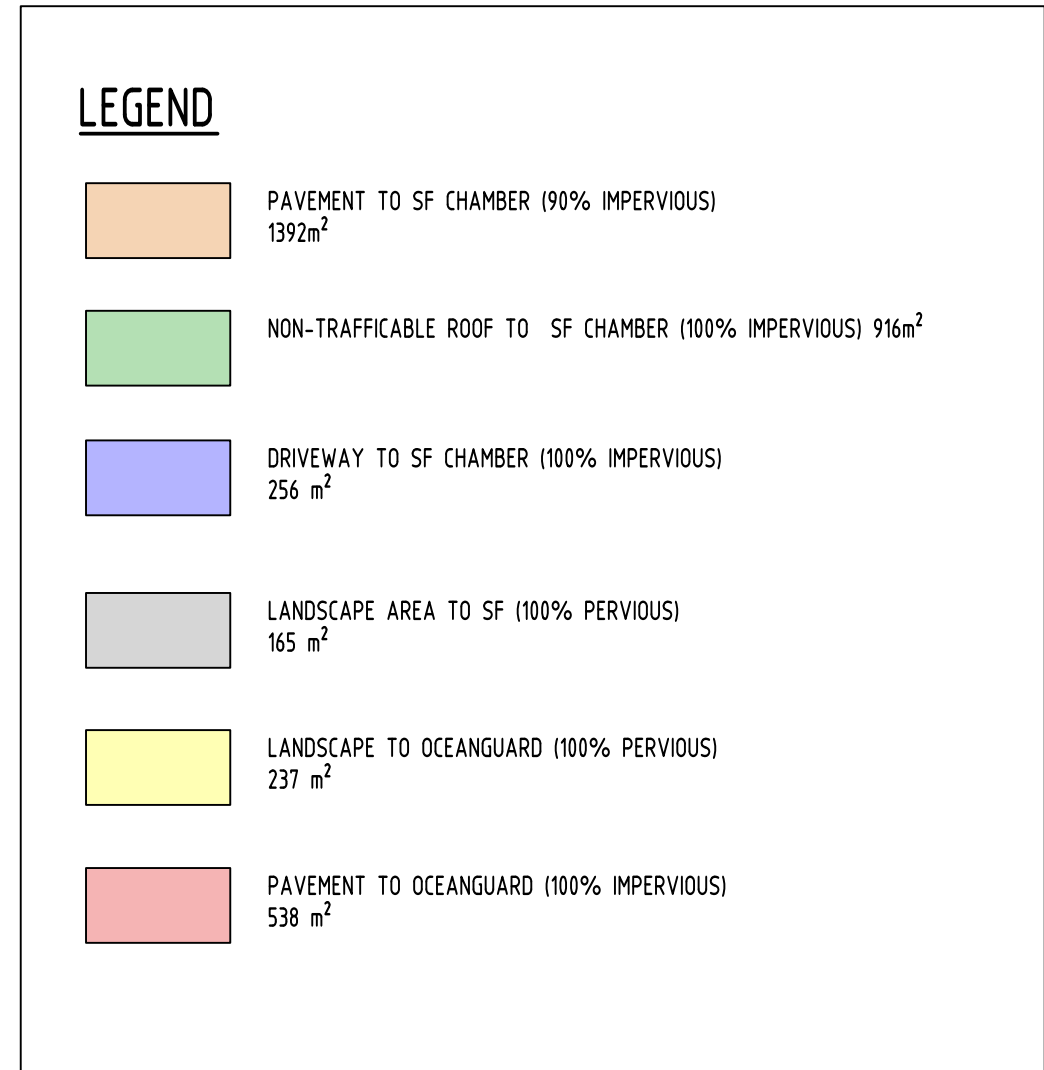 LEGEND
PAVEMENT TO SF CHAMBER (90% IMPERVIOUS)
1392m²
NON-TRAFFICABLE ROOF TO SF CHAMBER (100% IMPERVIOUS) 916m²
DRIVEWAY TO SF CHAMBER (100% IMPERVIOUS)
256 m²
LANDSCAPE AREA TO SF (100% PERVIOUS)
165 m²
LANDSCAPE TO OCEANGUARD (100% PERVIOUS)
237 m²
PAVEMENT TO OCEANGUARD (100% IMPERVIOUS)
538 m²